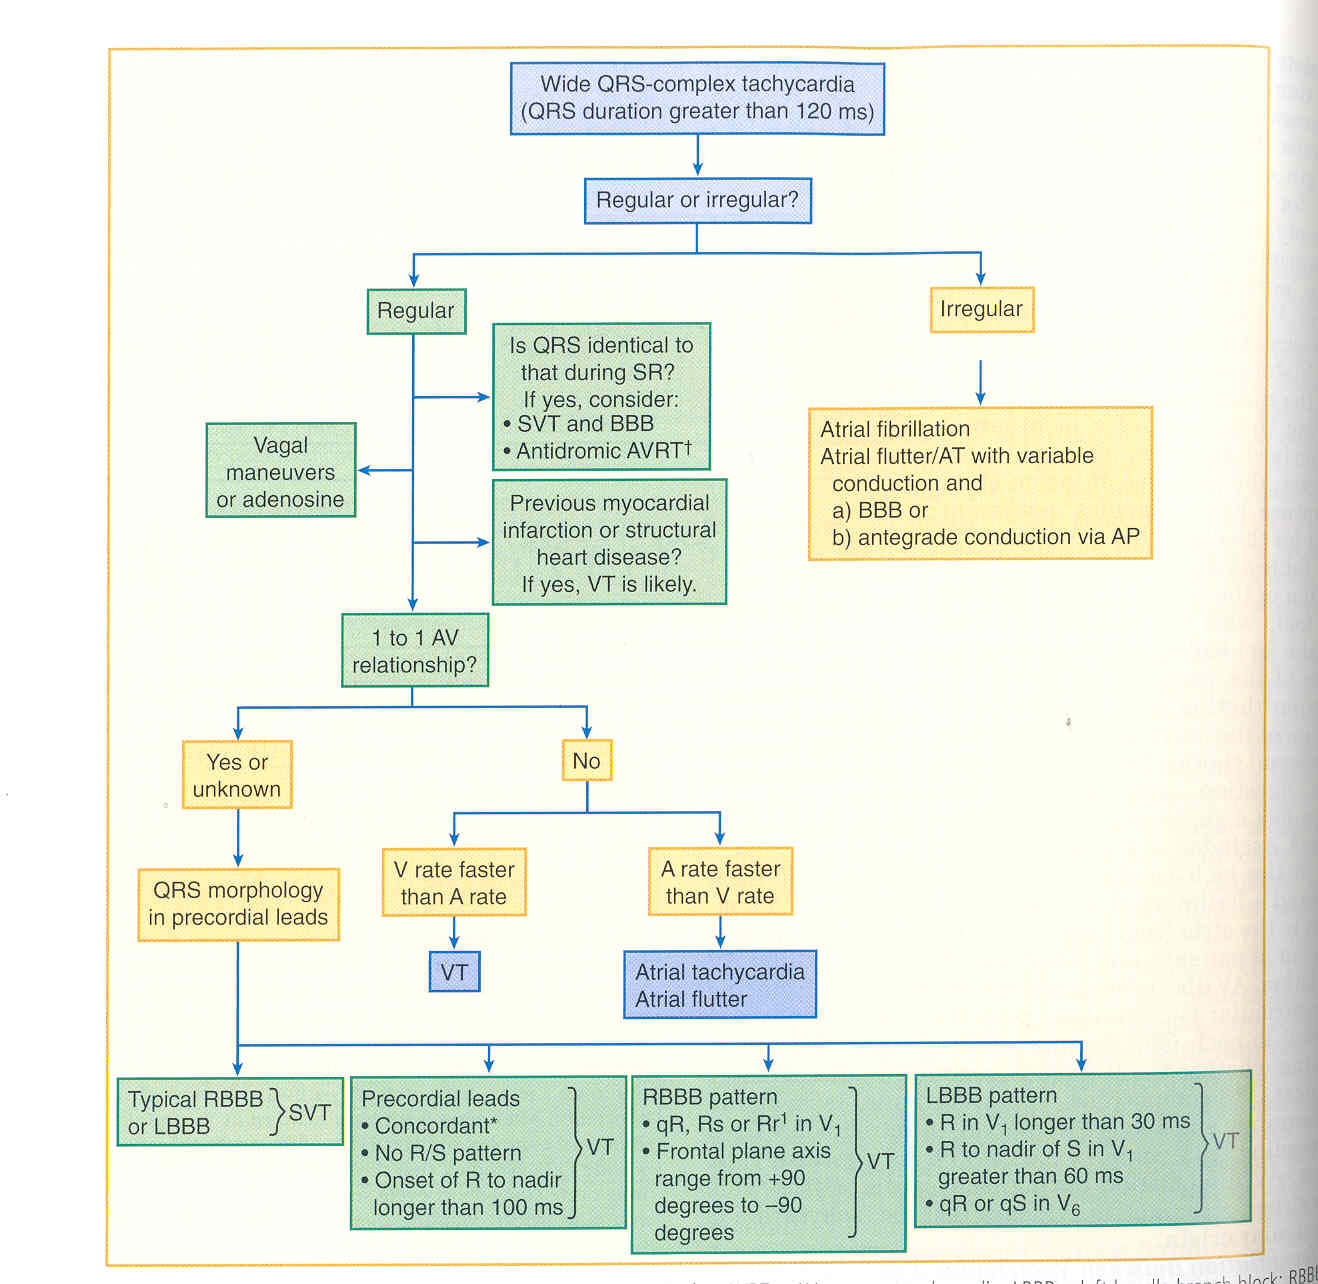 Wide QRS-complex tachycardia
(QRS duration greater than 120 ms)
Regular or irregular?
Regular
Irregular
Is QRS identical to
that during SR?
If yes, consider:
• SVT and BBB
• Antidromic AVRT†
Vagal
maneuvers
or adenosine
Previous myocardial
infarction or structural
heart disease?
If yes, VT is likely.
Atrial fibrillation
Atrial flutter/AT with variable
conduction and
a) BBB or
b) antegrade conduction via AP
1 to 1 AV
relationship?
Yes or
unknown
No
QRS morphology
in precordial leads
V rate faster
than A rate
A rate faster
than V rate
VT
Atrial tachycardia
Atrial flutter
Typical RBBB
or LBBB
SVT
Precordial leads
• Concordant*
• No R/S pattern
• Onset of R to nadir
longer than 100 ms
VT
RBBB pattern
• qR, Rs or Rr¹ in V₁
• Frontal plane axis
range from +90
degrees to –90
degrees
VT
LBBB pattern
• R in V₁ longer than 30 ms
• R to nadir of S in V₁
greater than 60 ms
• qR or qS in V₆
VT